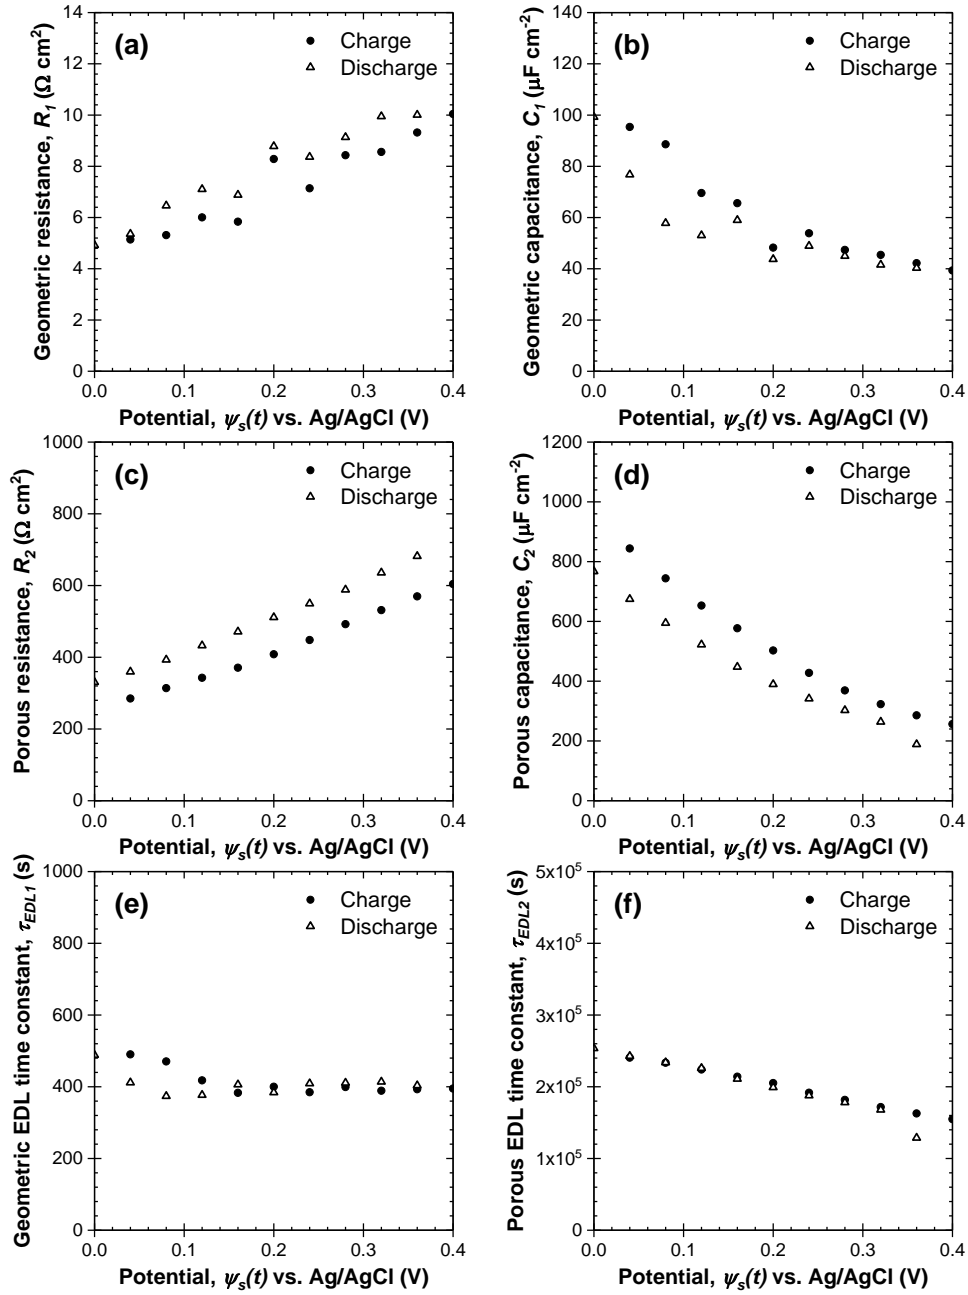 (a)
Charge
Discharge
Geometric resistance, R1 (Ω cm²)
14
12
10
8
6
4
2
0
0.0 0.1 0.2 0.3 0.4
Potential, ψs(t) vs. Ag/AgCl (V)
(b)
Charge
Discharge
Geometric capacitance, C1 (μF cm⁻²)
140
120
100
80
60
40
20
0
0.0 0.1 0.2 0.3 0.4
Potential, ψs(t) vs. Ag/AgCl (V)
(c)
Charge
Discharge
Porous resistance, R2 (Ω cm²)
1000
800
600
400
200
0
0.0 0.1 0.2 0.3 0.4
Potential, ψs(t) vs. Ag/AgCl (V)
(d)
Charge
Discharge
Porous capacitance, C2 (μF cm⁻²)
1200
1000
800
600
400
200
0
0.0 0.1 0.2 0.3 0.4
Potential, ψs(t) vs. Ag/AgCl (V)
(e)
Charge
Discharge
Geometric EDL time constant, τEDL1 (s)
1000
800
600
400
200
0
0.0 0.1 0.2 0.3 0.4
Potential, ψs(t) vs. Ag/AgCl (V)
(f)
Charge
Discharge
Porous EDL time constant, τEDL2 (s)
5x10⁵
4x10⁵
3x10⁵
2x10⁵
1x10⁵
0
0.0 0.1 0.2 0.3 0.4
Potential, ψs(t) vs. Ag/AgCl (V)